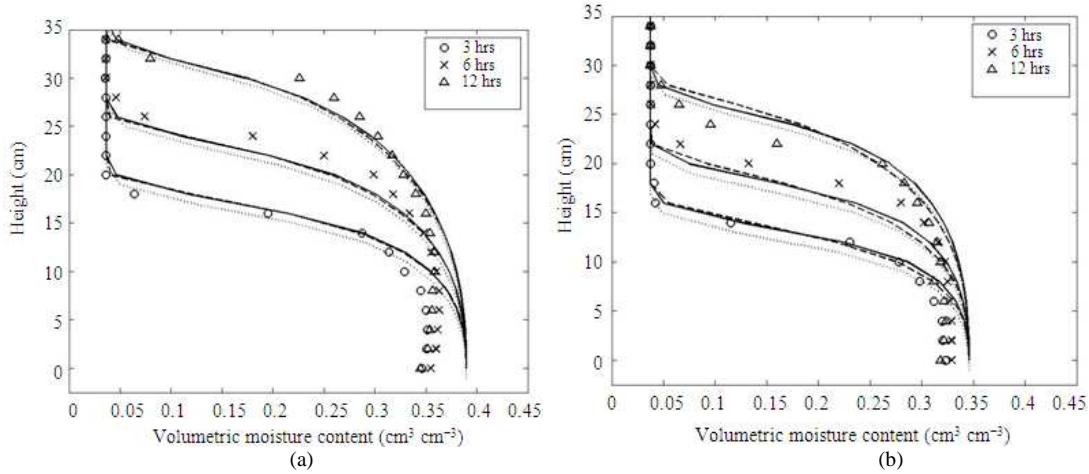 35
30
25
20
15
10
5
0
Height (cm)
3 hrs
6 hrs
12 hrs
0 0.05 0.1 0.15 0.2 0.25 0.3 0.35 0.4 0.45
Volumetric moisture content (cm³ cm⁻³)
(a)
35
30
25
20
15
10
5
0
Height (cm)
3 hrs
6 hrs
12 hrs
0 0.05 0.1 0.15 0.2 0.25 0.3 0.35 0.4 0.45
Volumetric moisture content (cm³ cm⁻³)
(b)